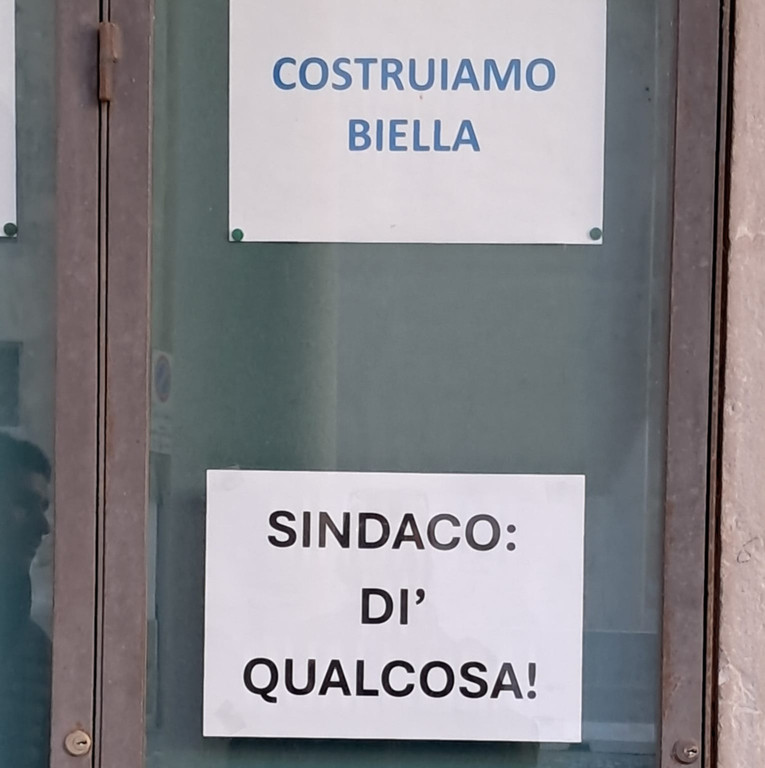 COSTRUIAMO
BIELLA
SINDACO:
DI’
QUALCOSA!